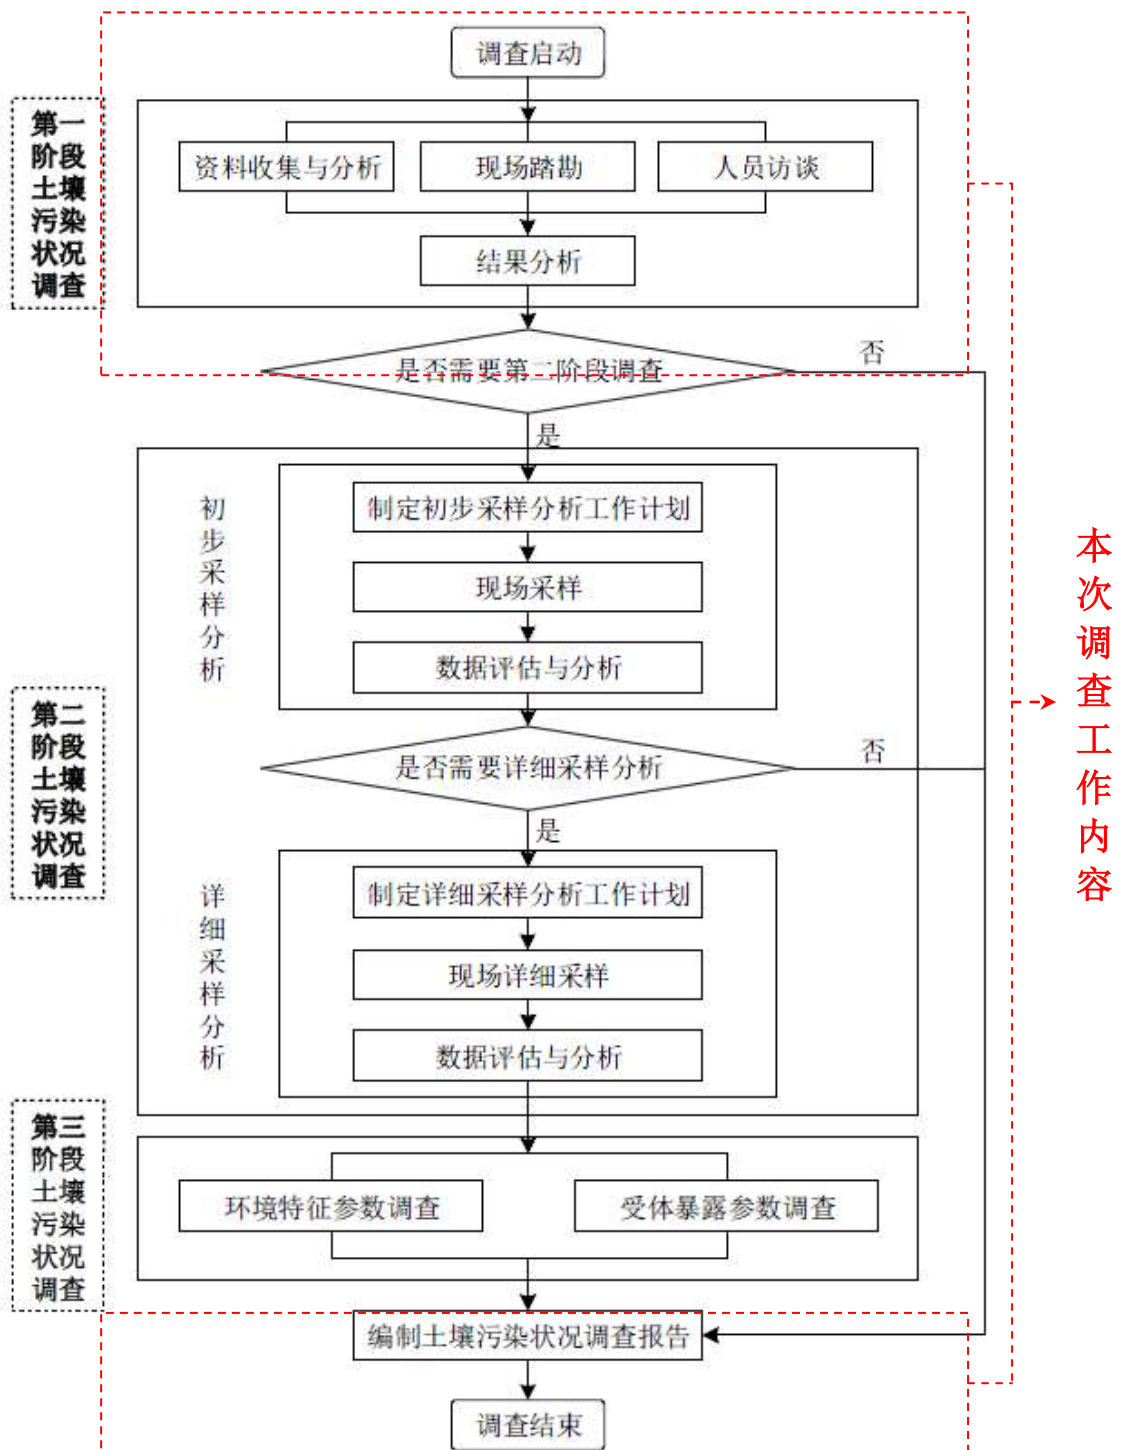 调查启动
第一
阶段
土壤
污染
状况
调查
资料收集与分析
现场踏勘
人员访谈
结果分析
是否需要第二阶段调查
否
是
初
步
采
样
分
析
制定初步采样分析工作计划
现场采样
数据评估与分析
第二
阶段
土壤
污染
状况
调查
是否需要详细采样分析
否
是
详
细
采
样
分
析
制定详细采样分析工作计划
现场详细采样
数据评估与分析
第三
阶段
土壤
污染
状况
调查
环境特征参数调查
受体暴露参数调查
编制土壤污染状况调查报告
调查结束
本
次
调
查
工
作
内
容